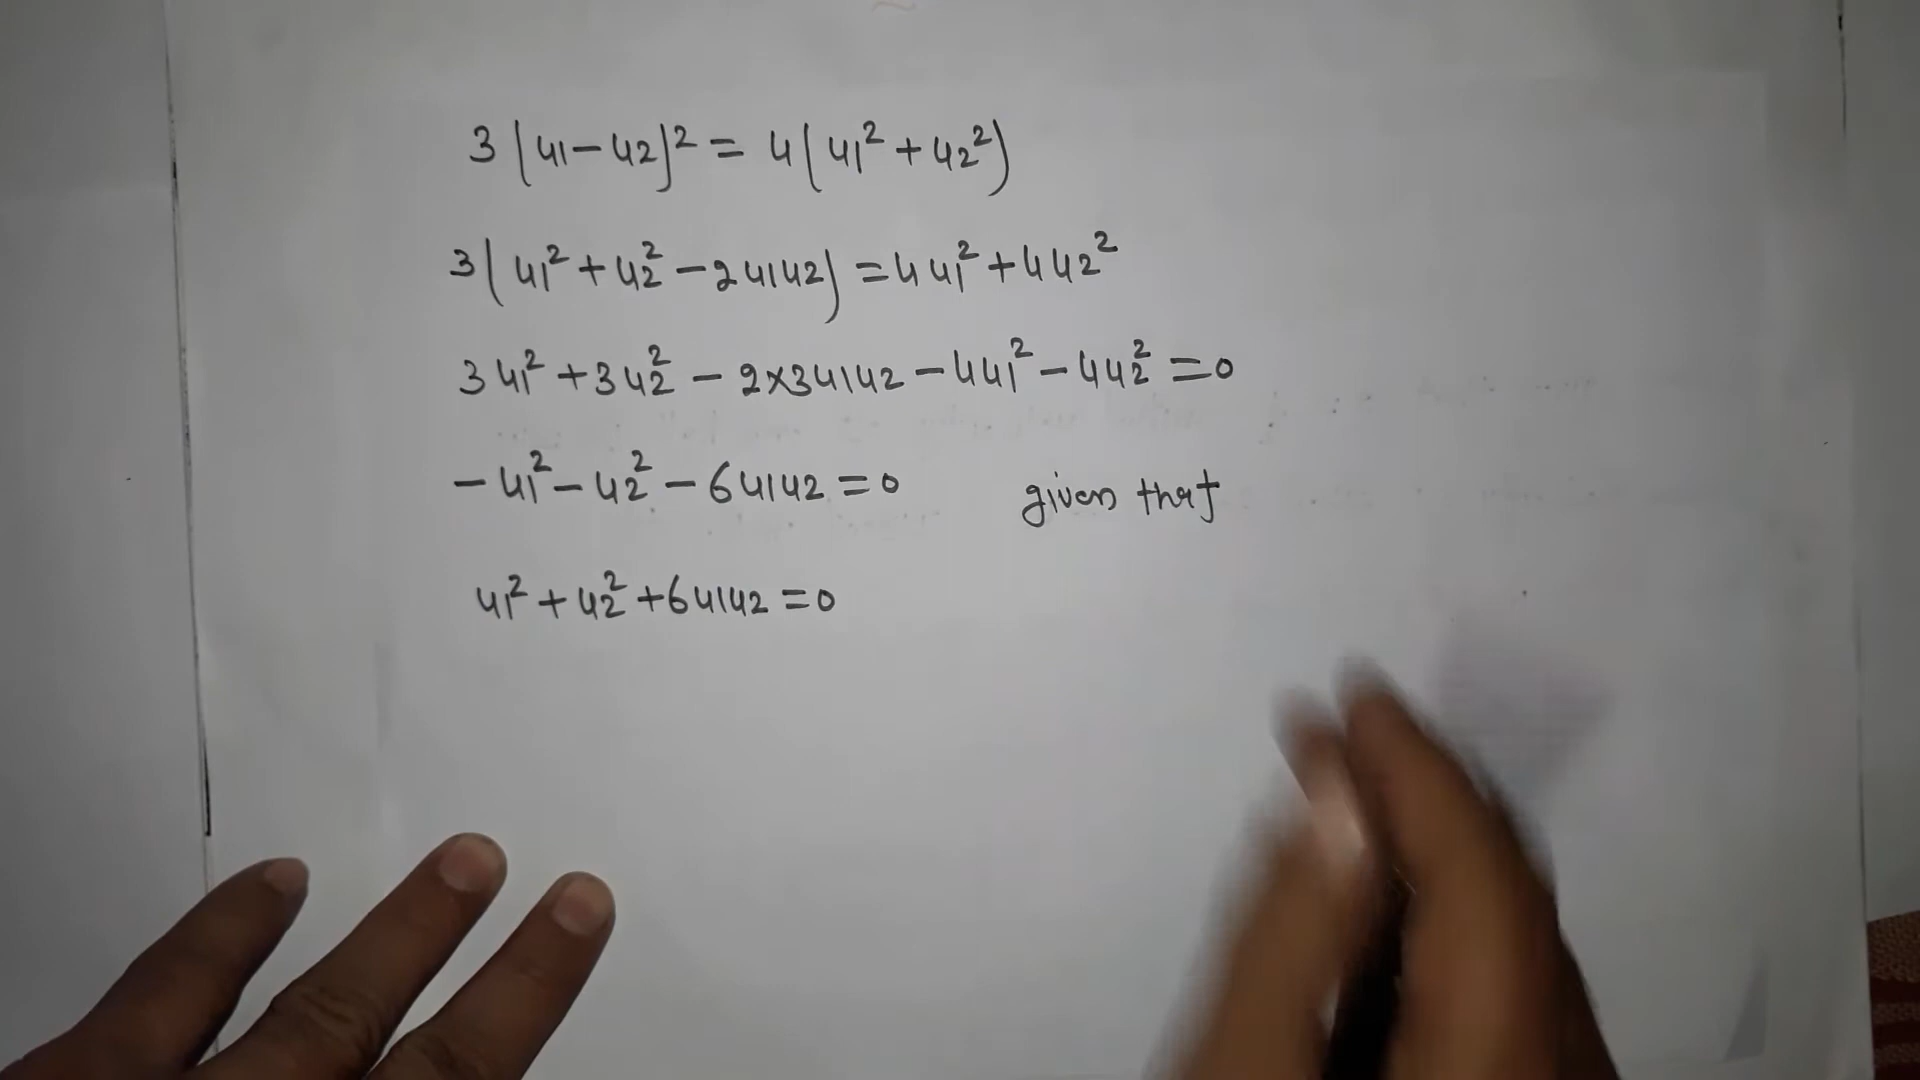 3(u1-u2)² = 4(u1²+u2²)
3(u1²+u2²-2u1u2) = 4u1²+4u2²
3u1²+3u2²-2×3u1u2-4u1²-4u2² = 0
-u1²-u2²-6u1u2 = 0 given that
u1²+u2²+6u1u2 = 0